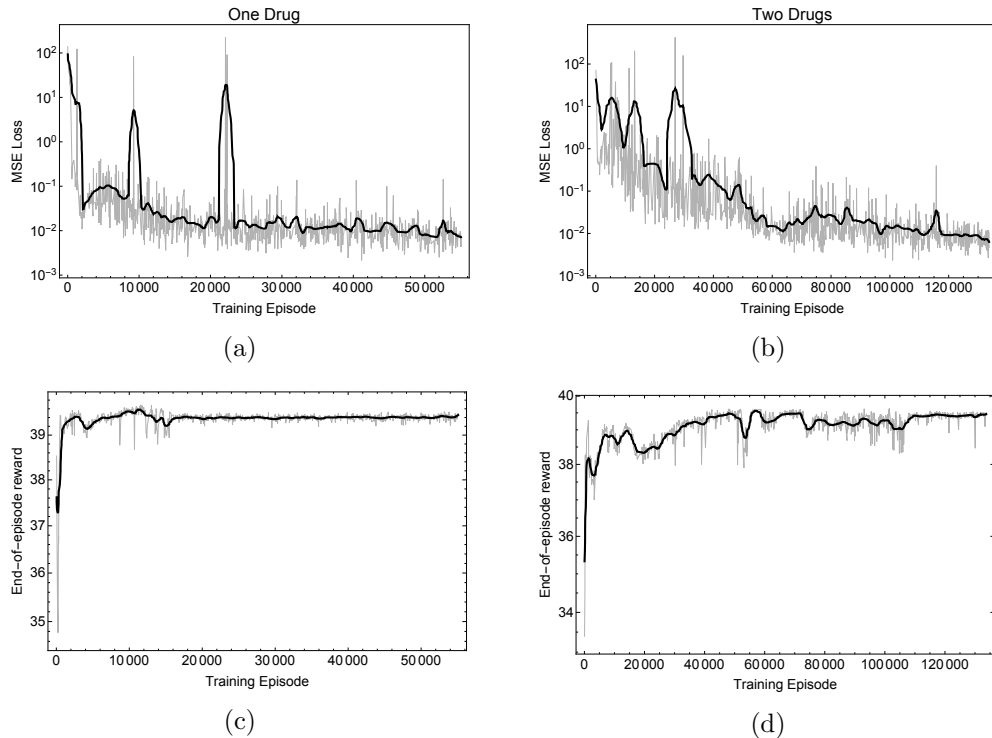 One Drug
MSE Loss
10²
10¹
10⁰
10⁻¹
10⁻²
10⁻³
0 10 000 20 000 30 000 40 000 50 000
Training Episode
(a)
Two Drugs
MSE Loss
10²
10¹
10⁰
10⁻¹
10⁻²
10⁻³
0 20 000 40 000 60 000 80 000 100 000 120 000
Training Episode
(b)
End-of-episode reward
39
38
37
36
35
0 10 000 20 000 30 000 40 000 50 000
Training Episode
(c)
End-of-episode reward
40
39
38
37
36
35
34
0 20 000 40 000 60 000 80 000 100 000 120 000
Training Episode
(d)